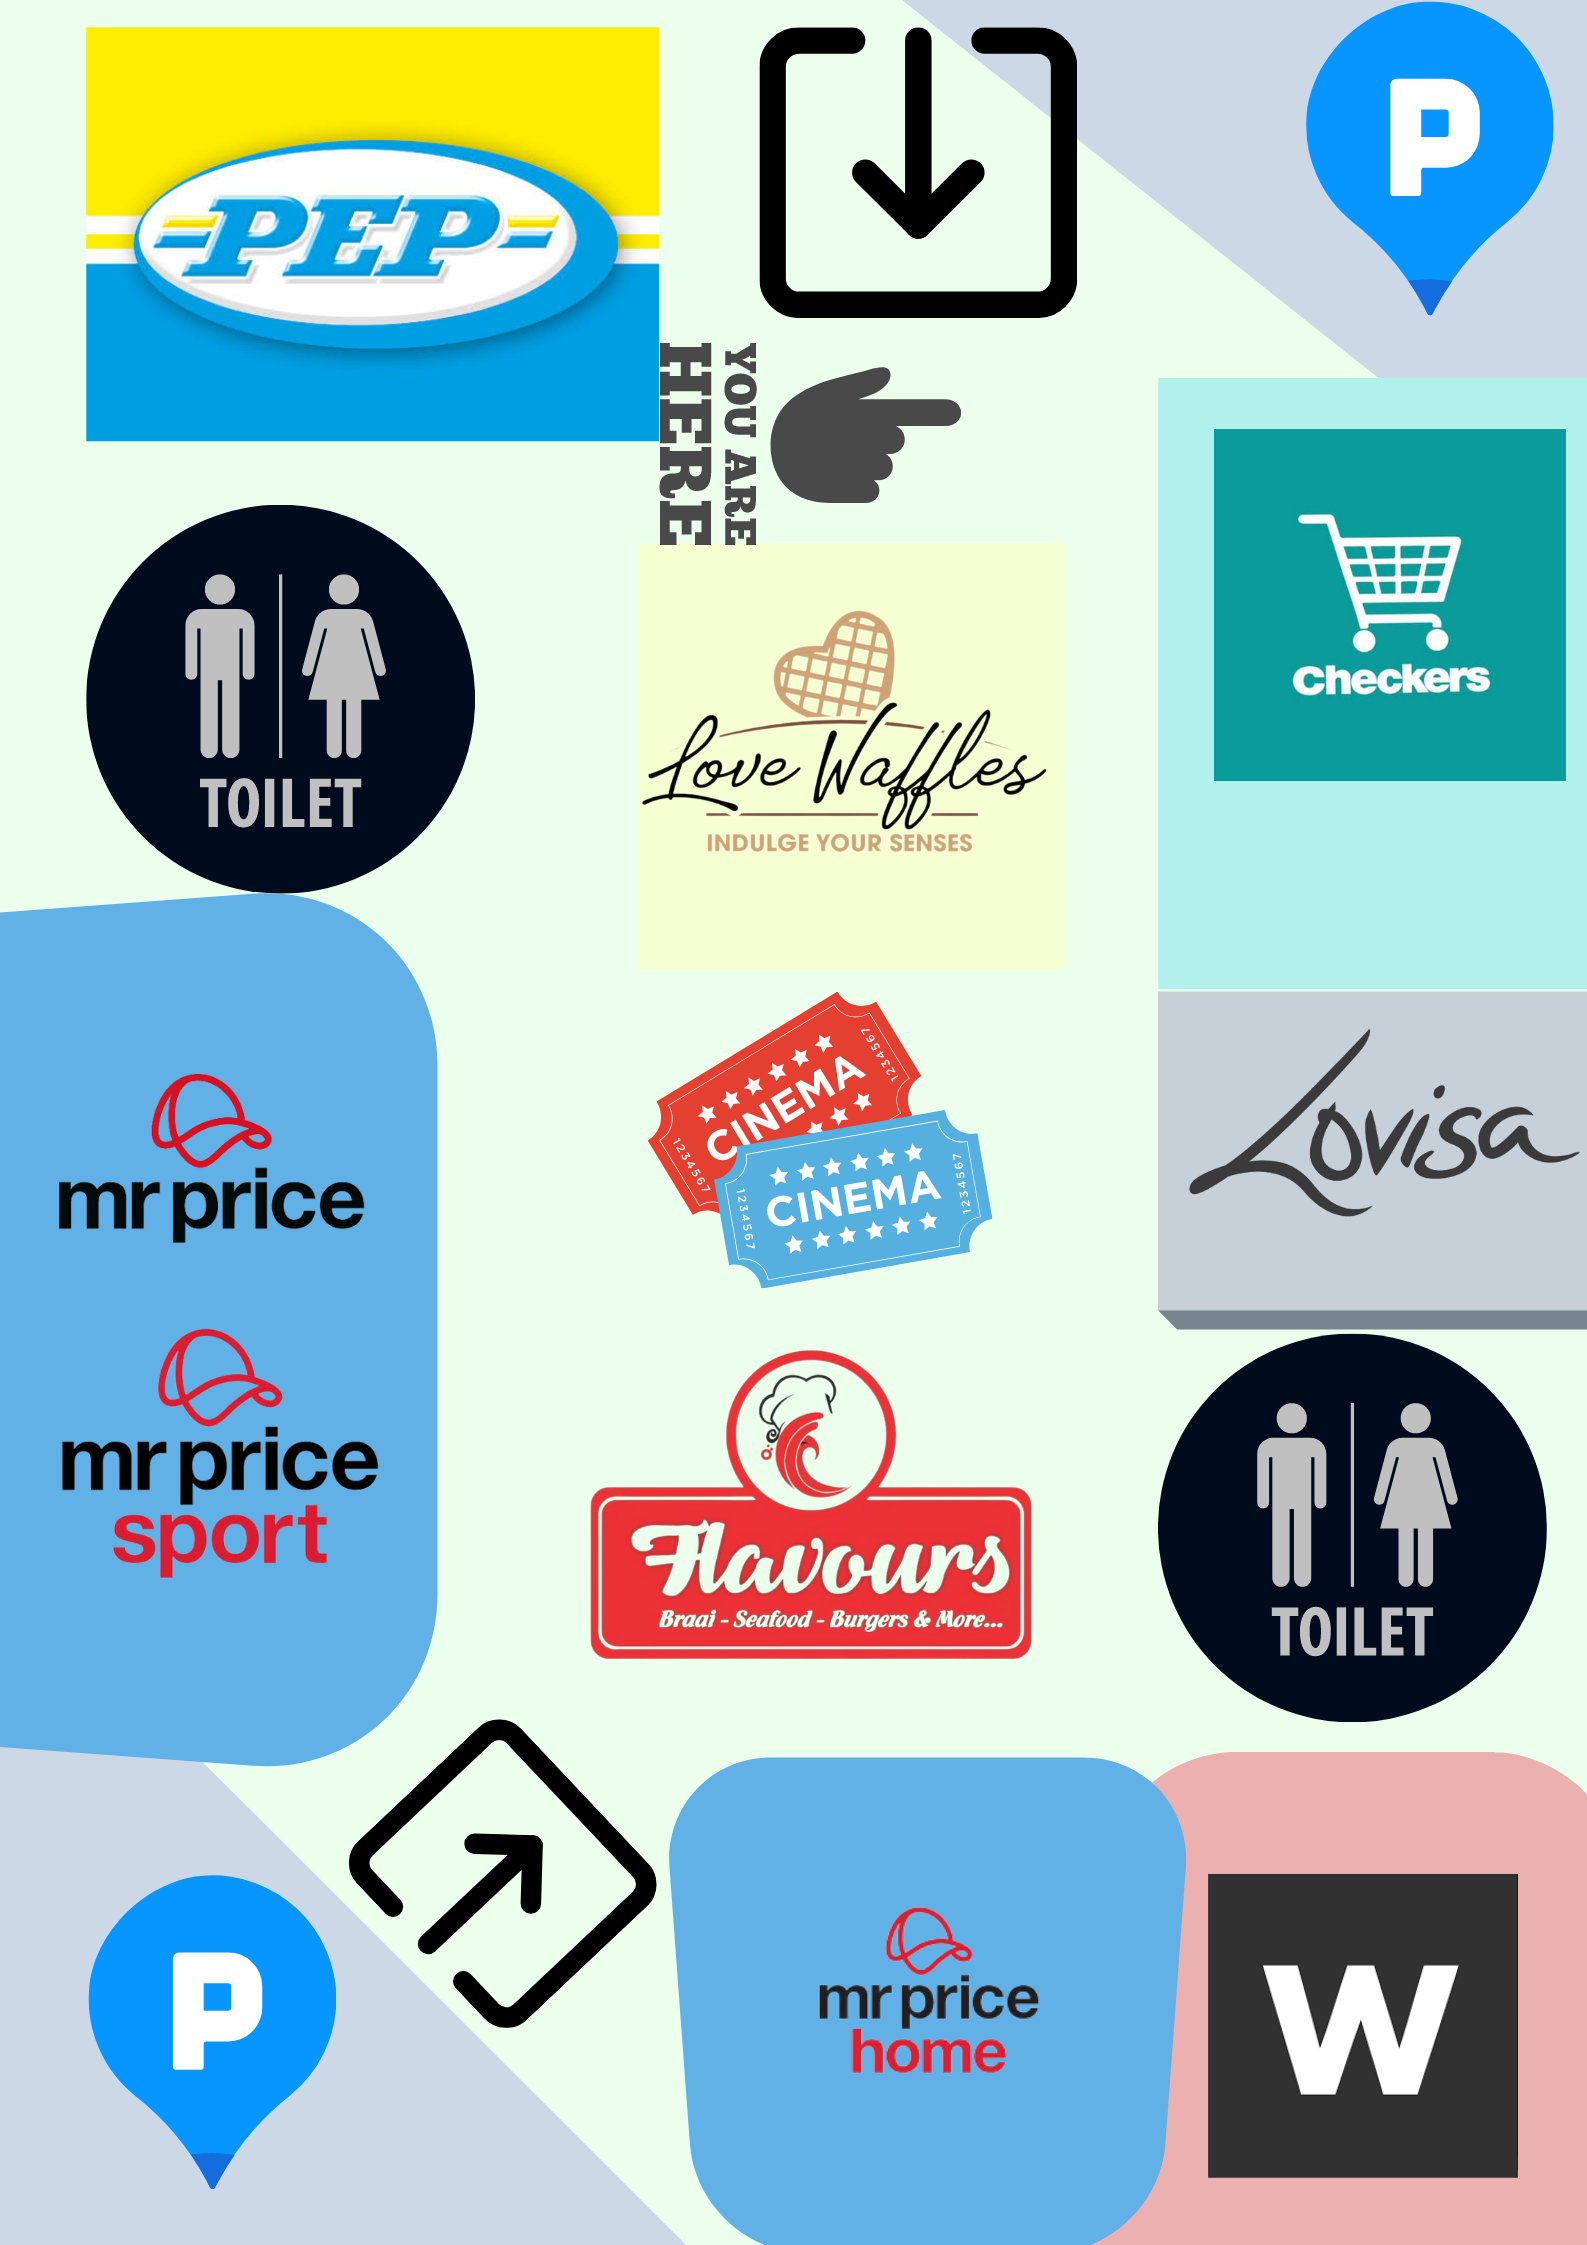 PEP
P
YOU ARE
HERE
Checkers
TOILET
Love Waffles
INDULGE YOUR SENSES
CINEMA
1234567
1234567
CINEMA
1234567
1234567
Lovisa
mr price
mr price
sport
Flavours
Braai - Seafood - Burgers & More...
TOILET
P
mr price
home
W